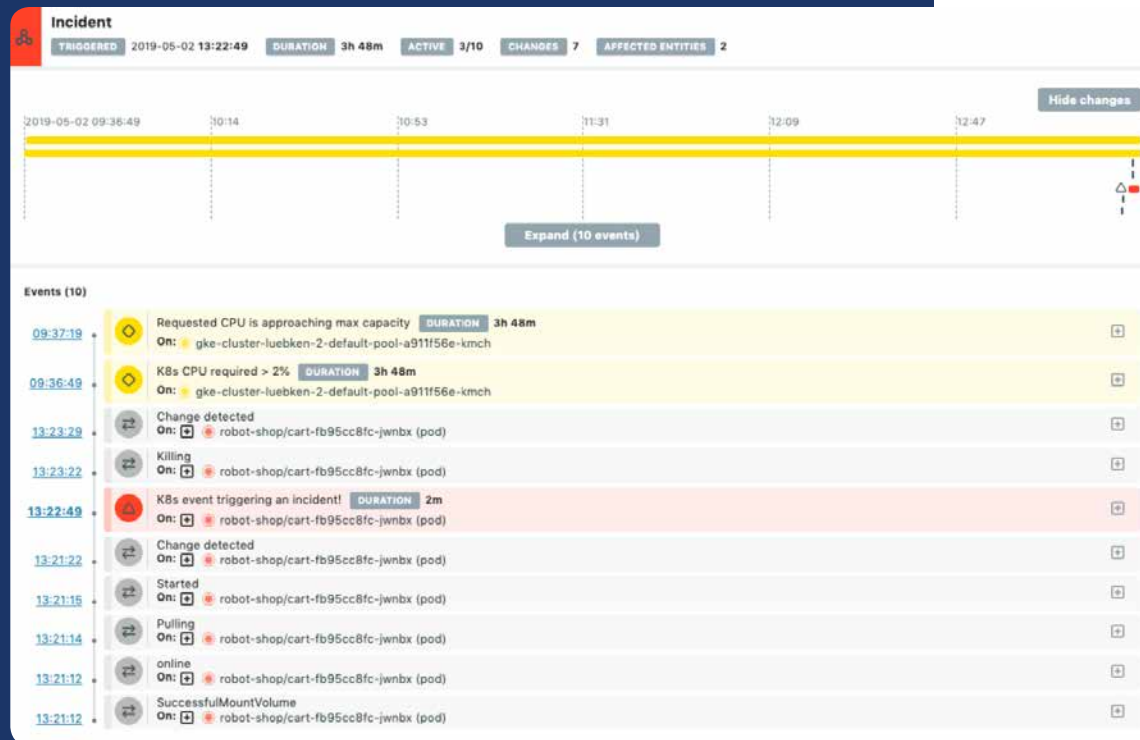 Incident
TRIGGERED 2019-05-02 13:22:49 DURATION 3h 48m ACTIVE 3/10 CHANGES 7 AFFECTED ENTITIES 2
Hide changes
2019-05-02 09:36:49 10:14 10:53 11:31 12:09 12:47
Expand (10 events)
Events (10)
09:37:19 Requested CPU is approaching max capacity DURATION 3h 48m
On: gke-cluster-luebken-2-default-pool-a911f56e-kmch
09:36:49 K8s CPU required > 2% DURATION 3h 48m
On: gke-cluster-luebken-2-default-pool-a911f56e-kmch
13:23:29 Change detected
On: robot-shop/cart-fb95cc8fc-jwnbx (pod)
13:23:22 Killing
On: robot-shop/cart-fb95cc8fc-jwnbx (pod)
13:22:49 K8s event triggering an incident! DURATION 2m
On: robot-shop/cart-fb95cc8fc-jwnbx (pod)
13:21:22 Change detected
On: robot-shop/cart-fb95cc8fc-jwnbx (pod)
13:21:15 Started
On: robot-shop/cart-fb95cc8fc-jwnbx (pod)
13:21:14 Pulling
On: robot-shop/cart-fb95cc8fc-jwnbx (pod)
13:21:12 online
On: robot-shop/cart-fb95cc8fc-jwnbx (pod)
13:21:12 SuccessfulMountVolume
On: robot-shop/cart-fb95cc8fc-jwnbx (pod)